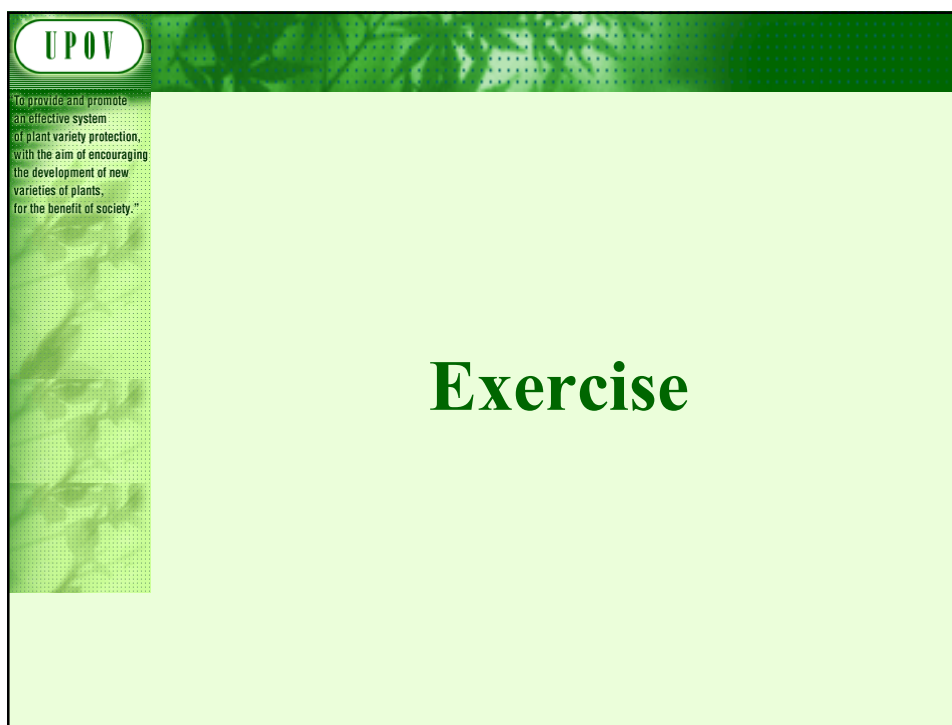 UPOV
"To provide and promote
an effective system
of plant variety protection,
with the aim of encouraging
the development of new
varieties of plants,
for the benefit of society."
Exercise